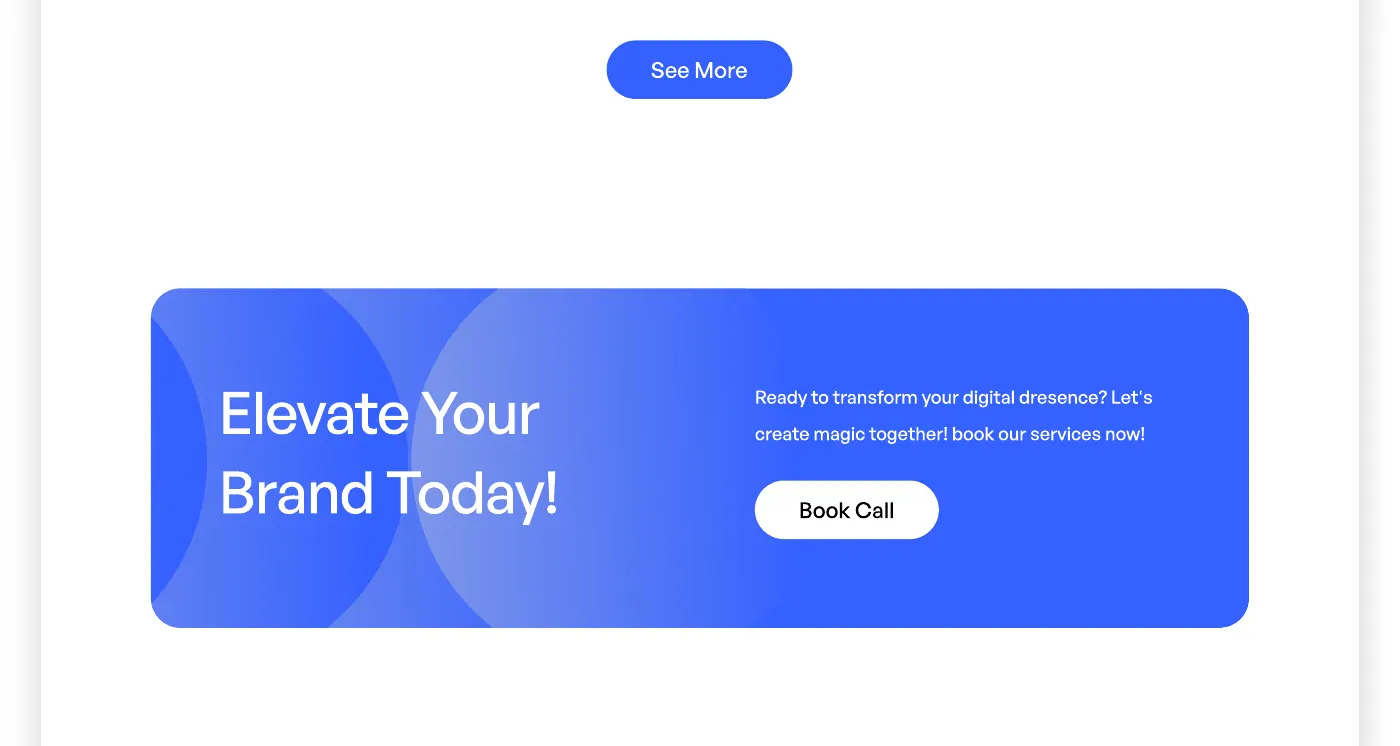 See More
Elevate Your
Brand Today!
Ready to transform your digital dresence? Let's
create magic together! book our services now!
Book Call